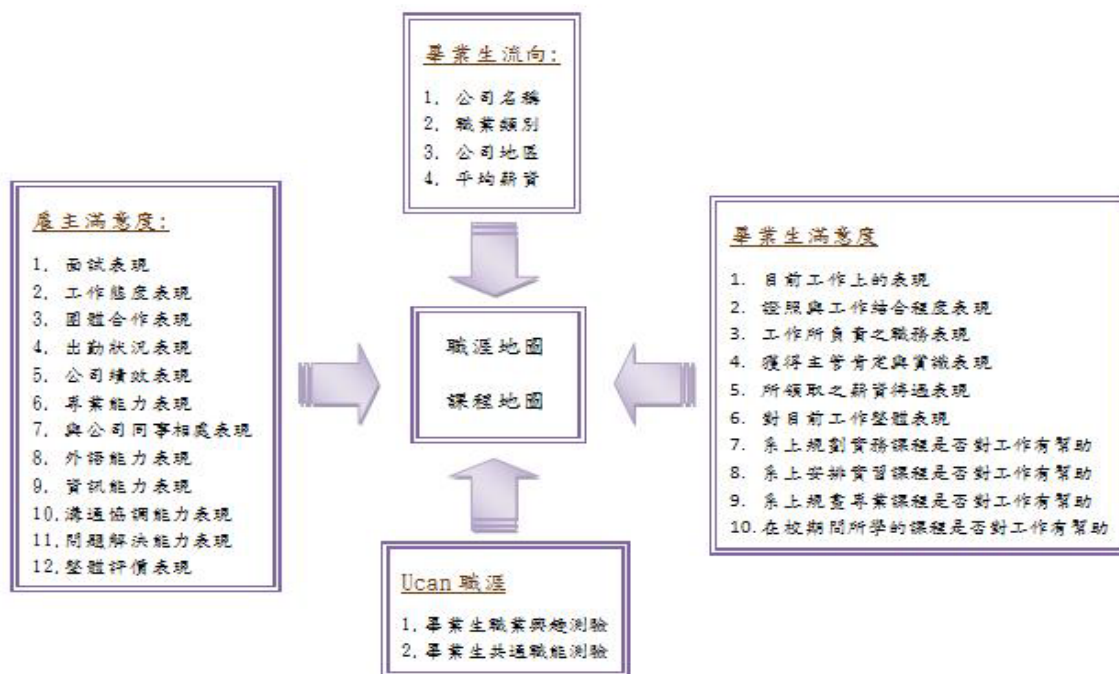 畢業生流向:
1. 公司名稱
2. 職業類別
3. 公司地區
4. 平均薪資
雇主滿意度:
1. 面試表現
2. 工作態度表現
3. 團體合作表現
4. 出勤狀況表現
5. 公司績效表現
6. 專業能力表現
7. 與公司同事相處表現
8. 外語能力表現
9. 資訊能力表現
10.溝通協調能力表現
11.問題解決能力表現
12.整體評價表現
職涯地圖
課程地圖
畢業生滿意度
1. 目前工作上的表現
2. 證照與工作結合程度表現
3. 工作所負責之職務表現
4. 獲得主管肯定與賞識表現
5. 所領取之薪資待遇表現
6. 對目前工作整體表現
7. 系上規劃實務課程是否對工作有幫助
8. 系上安排實習課程是否對工作有幫助
9. 系上規畫專業課程是否對工作有幫助
10. 在校期間所學的課程是否對工作有幫助
Ucan 職涯
1. 畢業生職業興趣測驗
2. 畢業生共通職能測驗